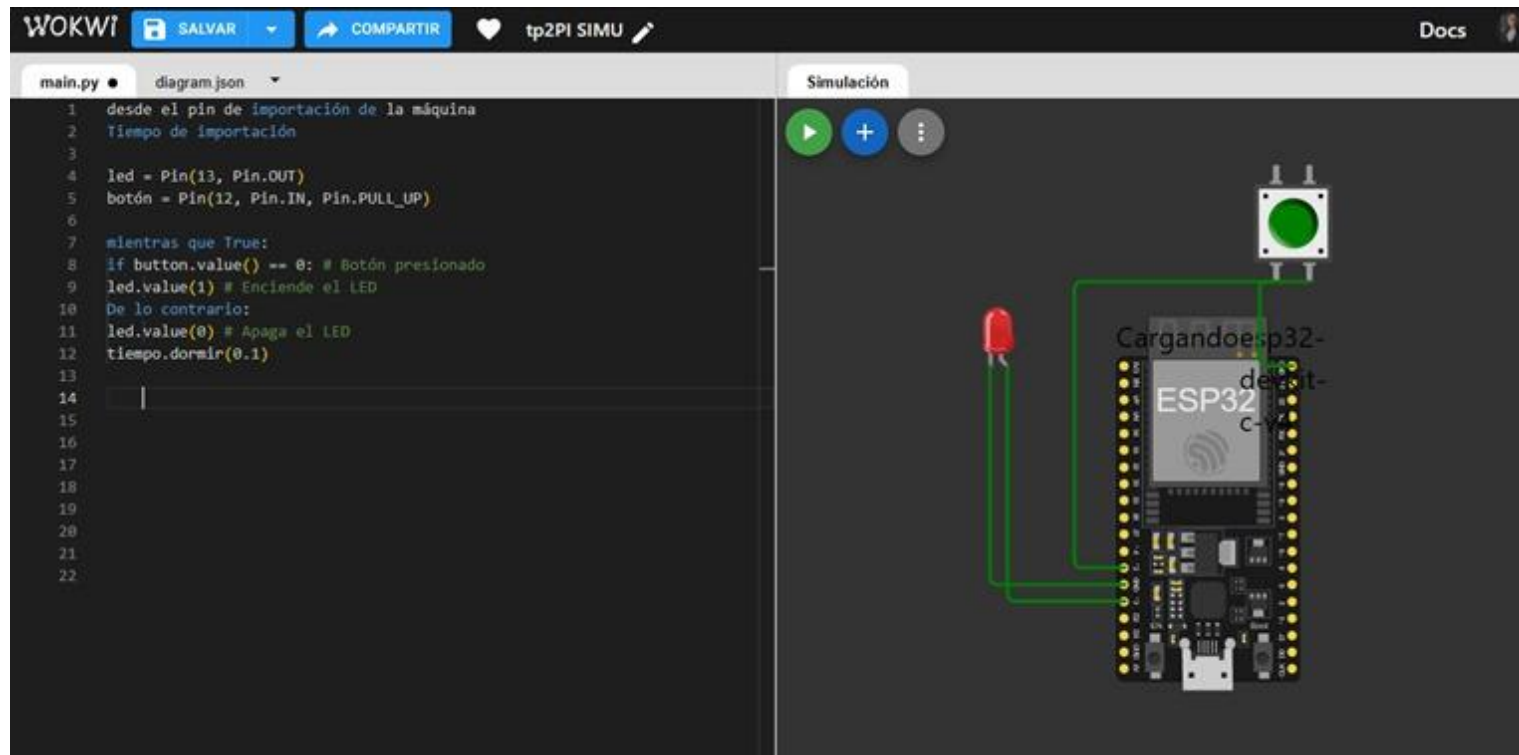 WOKWI SALVAR COMPARTIR tp2PI SIMU Docs
main.py diagram.json
Simulación
1 desde el pin de importación de la máquina
2 Tiempo de importación
3
4 led = Pin(13, Pin.OUT)
5 botón = Pin(12, Pin.IN, Pin.PULL_UP)
6
7 mientras que True:
8 if button.value() == 0: # Botón presionado
9 led.value(1) # Enciende el LED
10 De lo contrario:
11 led.value(0) # Apaga el LED
12 tiempo.dormir(0.1)
13
14
15
16
17
18
19
20
21
22
Cargandoesp32-
devkit-
ESP32